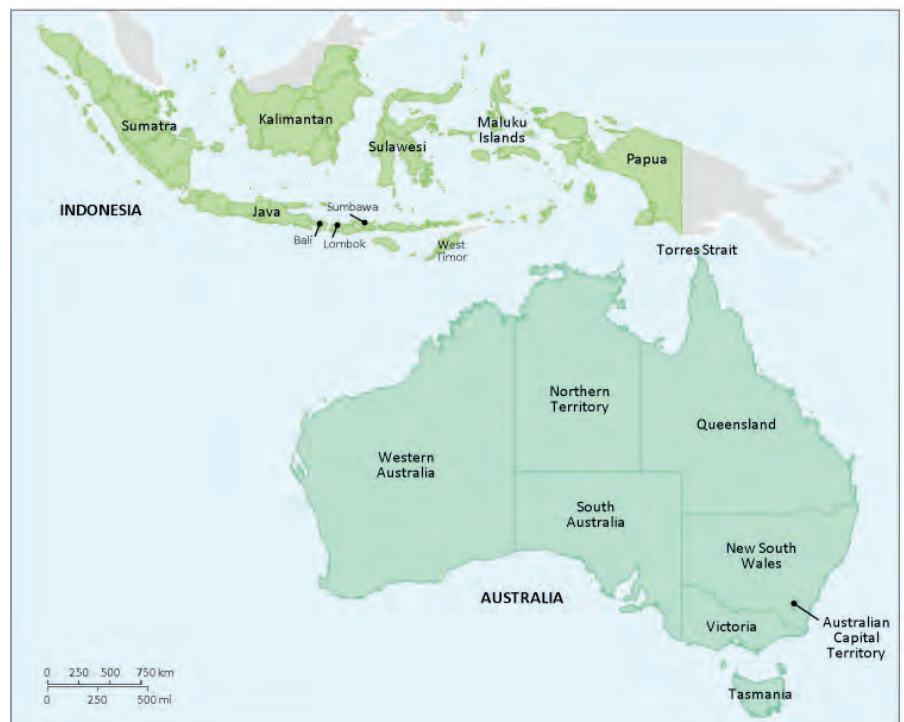 Sumatra
Kalimantan
Sulawesi
Maluku
Islands
Papua
INDONESIA
Java
Sumbawa
Bali
Lombok
West
Timor
Torres Strait
Northern
Territory
Queensland
Western
Australia
South
Australia
New South
Wales
AUSTRALIA
Victoria
Australian
Capital
Territory
Tasmania
0 250 500 750 km
0 250 500 mi